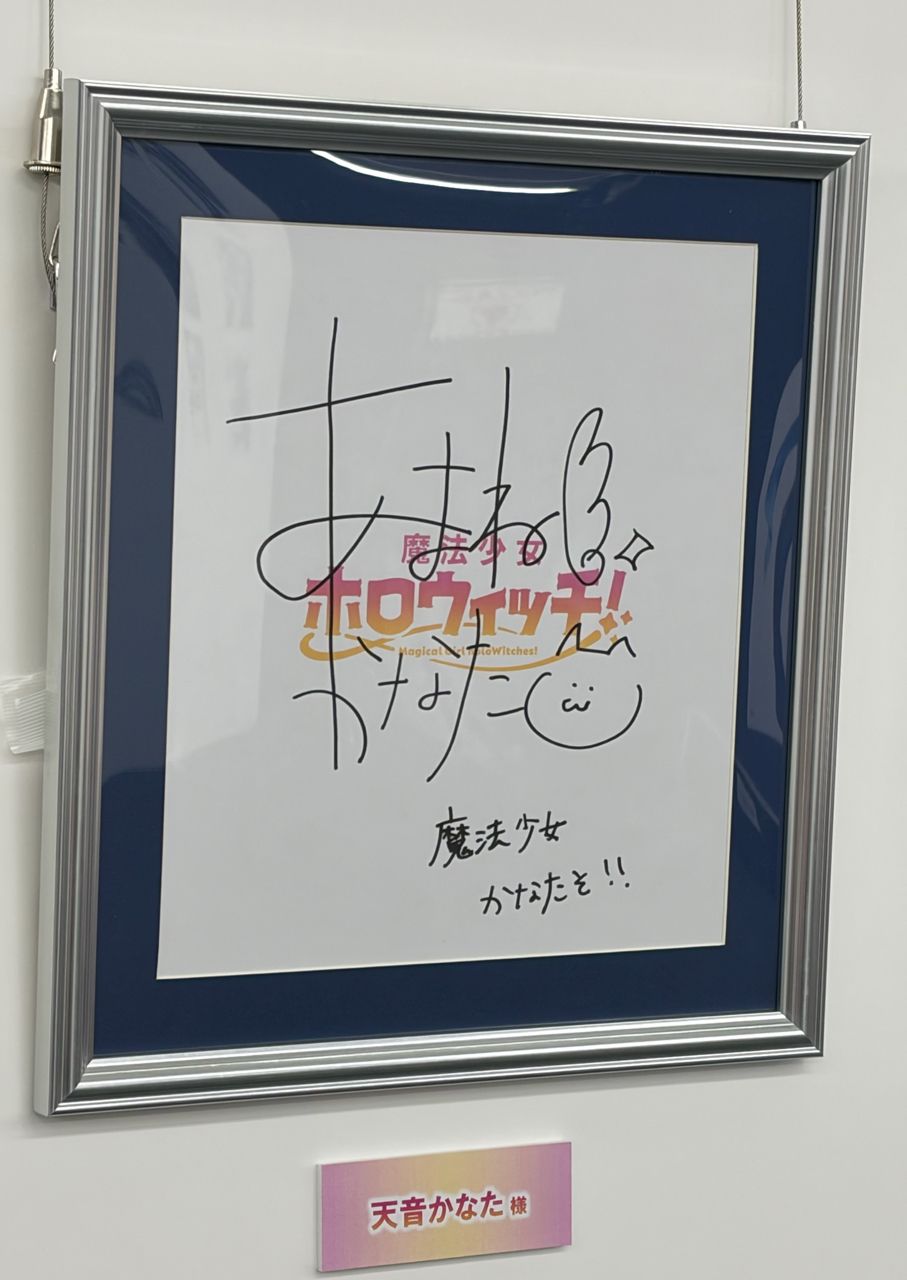 あまね
魔法少女
ホロウィッチ!
Magical Girl HoloWitches!
かなた
魔法少女
かなたそ!!
天音かなた 様